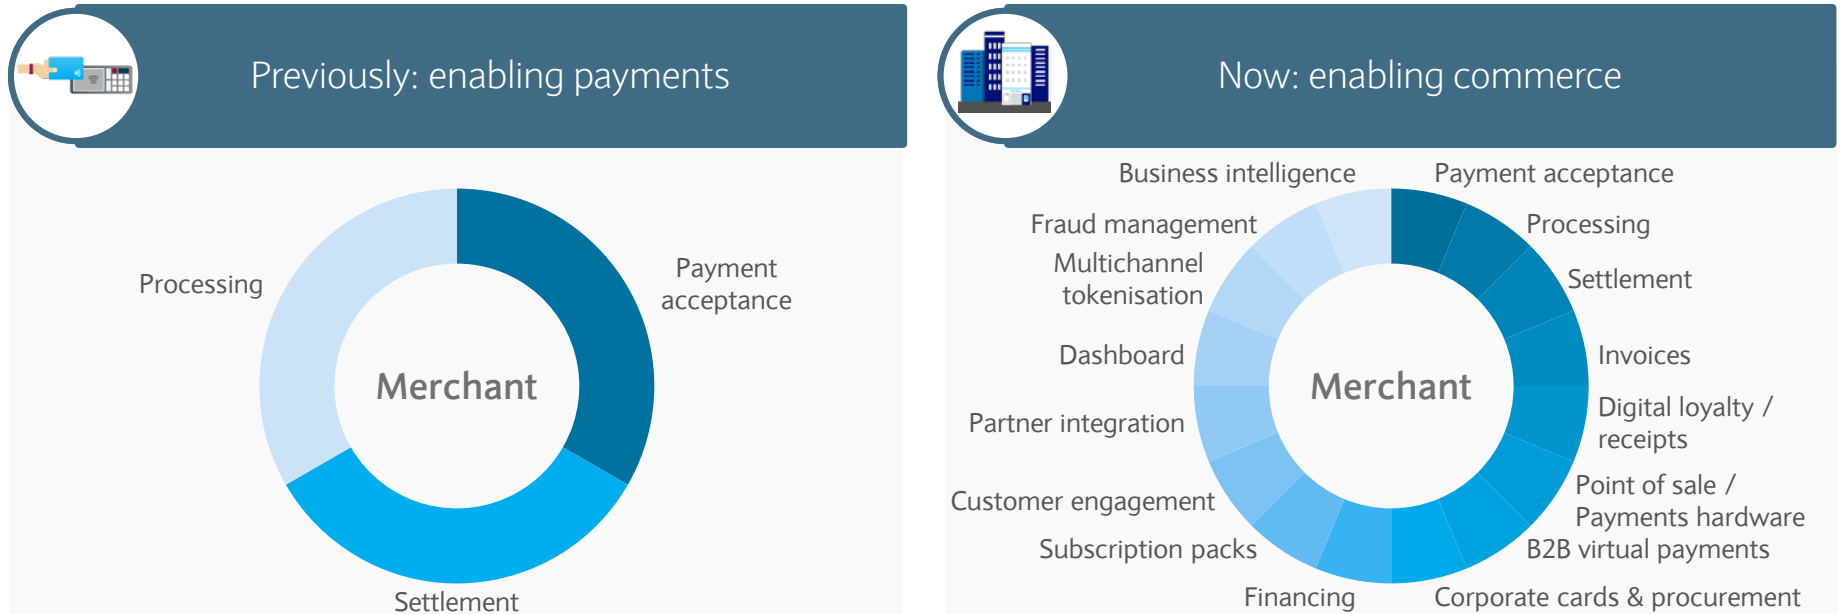 Previously: enabling payments
Processing
Payment
acceptance
Merchant
Settlement
Now: enabling commerce
Business intelligence
Payment acceptance
Fraud management
Processing
Multichannel
tokenisation
Settlement
Dashboard
Invoices
Merchant
Partner integration
Digital loyalty /
receipts
Customer engagement
Point of sale /
Payments hardware
Subscription packs
B2B virtual payments
Financing
Corporate cards & procurement